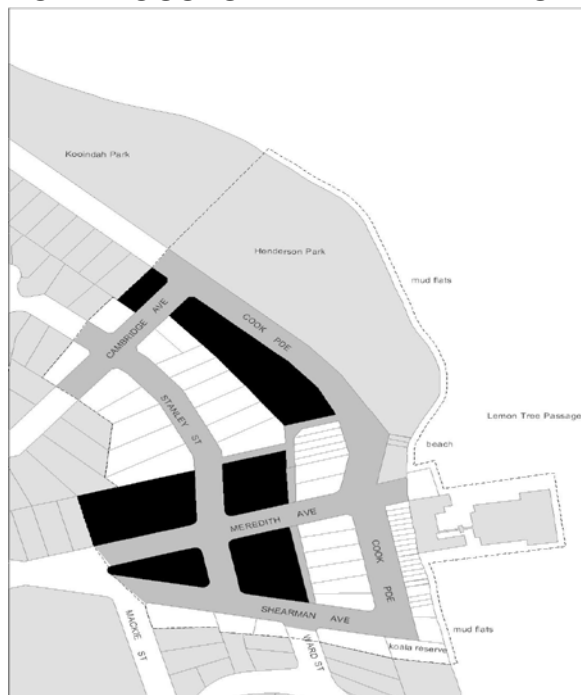 Kooindah Park
Henderson Park
mud flats
COOK PDE
CAMBRIDGE AVE
STANLEY ST
Lemon Tree Passage
beach
MEREDITH AVE
COOK PDE
SHEARMAN AVE
MACKIE ST
WARD ST
mud flats
koala reserve